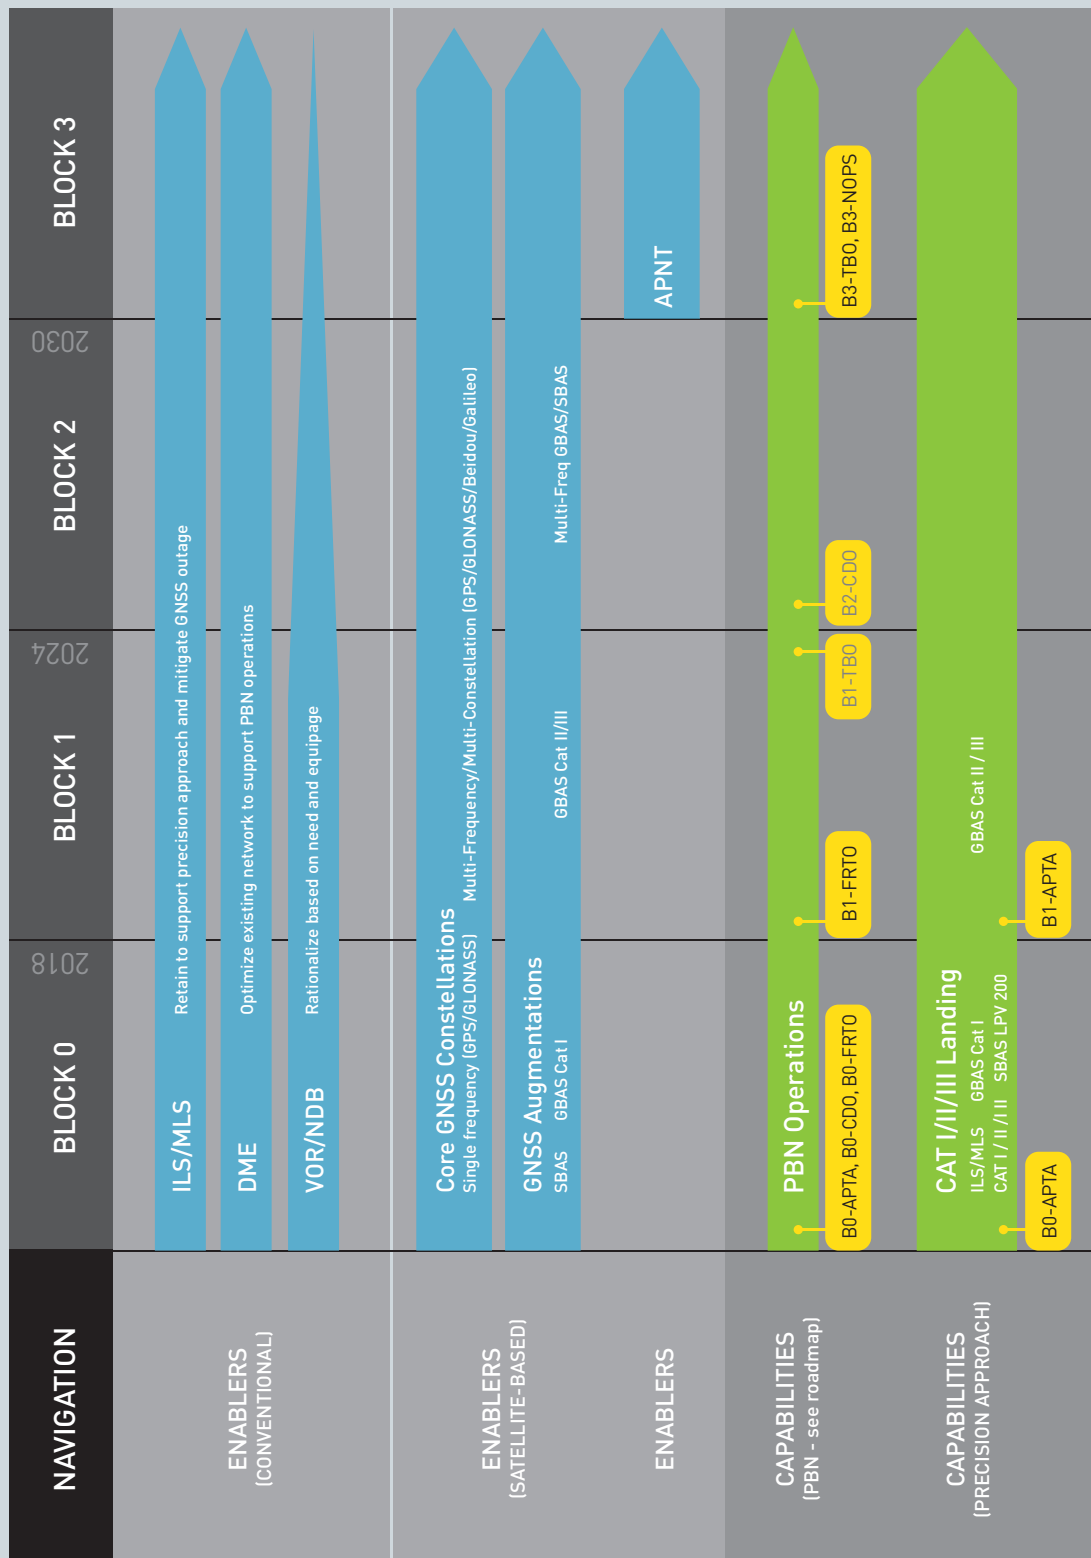 NAVIGATION
BLOCK 0
2018
BLOCK 1
2024
BLOCK 2
2030
BLOCK 3
ENABLERS
(CONVENTIONAL)
ILS/MLS
Retain to support precision approach and mitigate GNSS outage
DME
Optimize existing network to support PBN operations
VOR/NDB
Rationalize based on need and equipage
ENABLERS
(SATELLITE-BASED)
Core GNSS Constellations
Single frequency (GPS/GLONASS)
Multi-Frequency/Multi-Constellation (GPS/GLONASS/Beidou/Galileo)
GNSS Augmentations
SBAS
GBAS Cat I
GBAS Cat II/III
Multi-Freq GBAS/SBAS
ENABLERS
APNT
CAPABILITIES
(PBN - see roadmap)
PBN Operations
B0-APTA, B0-CDO, B0-FRTO
B1-FRTO
B1-TBO
B2-CDO
B3-TBO, B3-NOPS
CAPABILITIES
(PRECISION APPROACH)
CAT I/II/III Landing
ILS/MLS
GBAS Cat I
GBAS Cat II / III
CAT I / II / I II
SBAS LPV 200
B0-APTA
B1-APTA